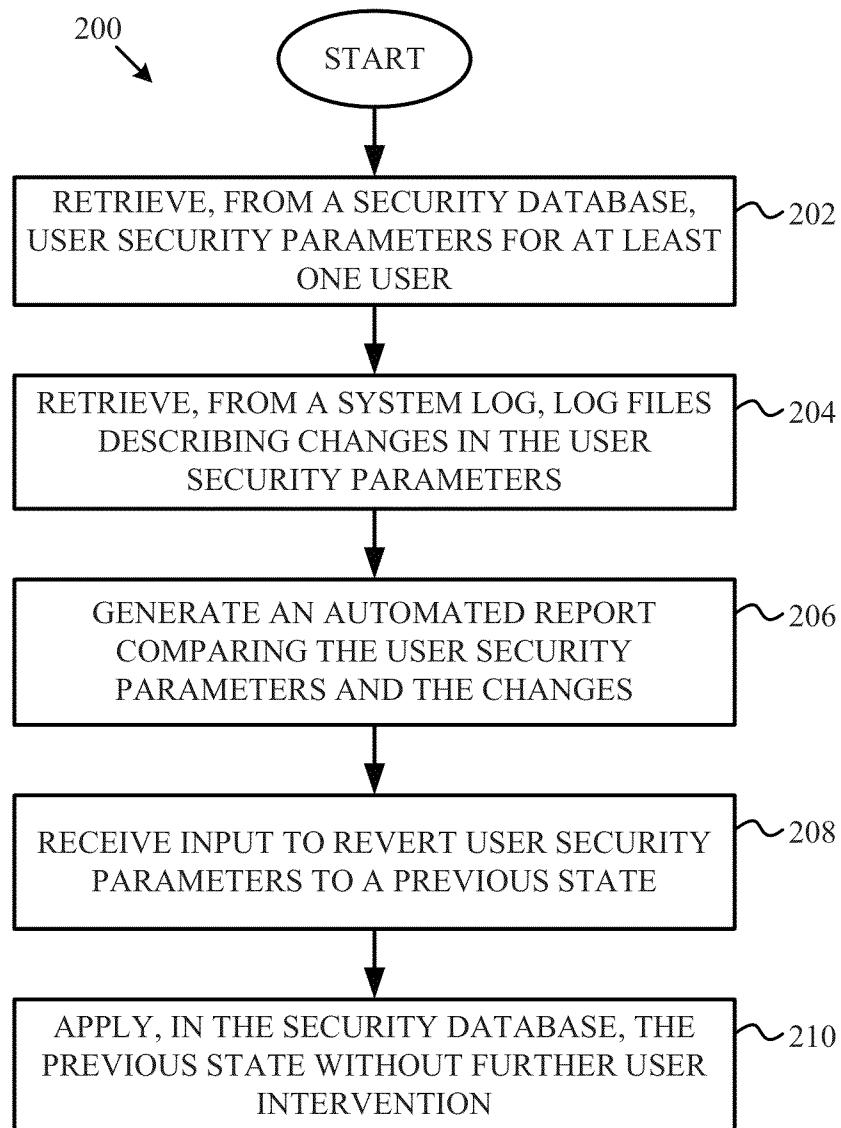 200
START
RETRIEVE, FROM A SECURITY DATABASE,
USER SECURITY PARAMETERS FOR AT LEAST
ONE USER
202
RETRIEVE, FROM A SYSTEM LOG, LOG FILES
DESCRIBING CHANGES IN THE USER
SECURITY PARAMETERS
204
GENERATE AN AUTOMATED REPORT
COMPARING THE USER SECURITY
PARAMETERS AND THE CHANGES
206
RECEIVE INPUT TO REVERT USER SECURITY
PARAMETERS TO A PREVIOUS STATE
208
APPLY, IN THE SECURITY DATABASE, THE
PREVIOUS STATE WITHOUT FURTHER USER
INTERVENTION
210